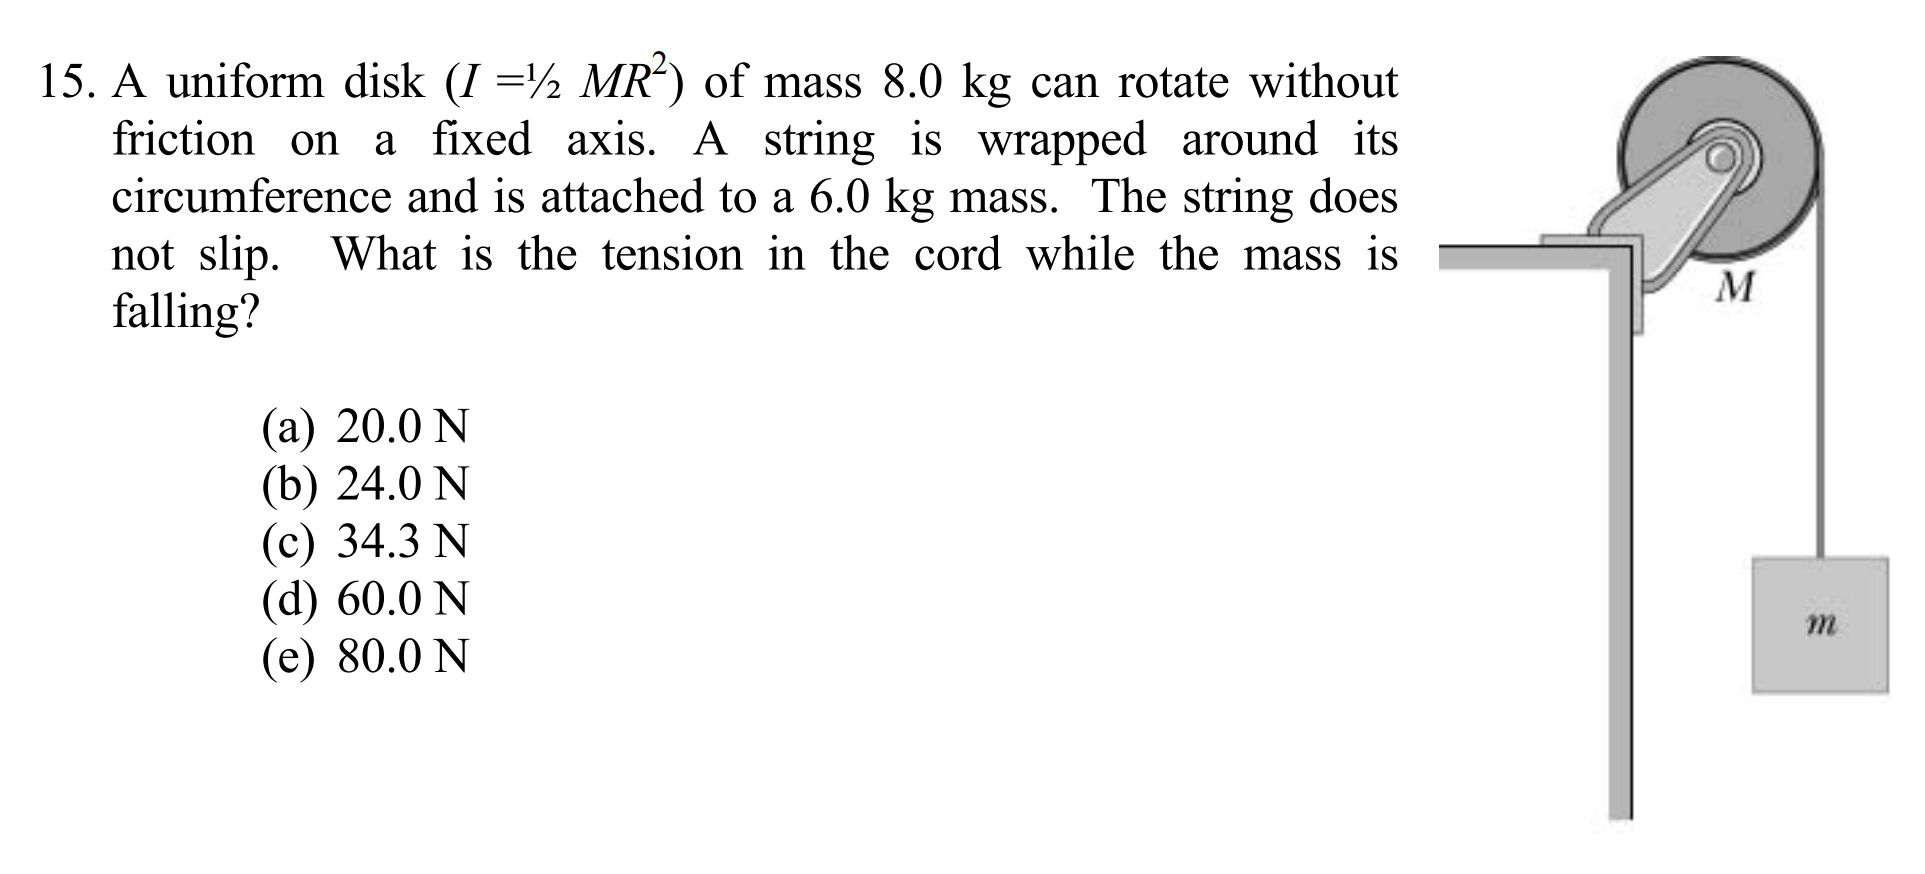 15. A uniform disk (I =½ MR²) of mass 8.0 kg can rotate without
friction on a fixed axis. A string is wrapped around its
circumference and is attached to a 6.0 kg mass. The string does
not slip. What is the tension in the cord while the mass is
falling?
(a) 20.0 N
(b) 24.0 N
(c) 34.3 N
(d) 60.0 N
(e) 80.0 N
M
m